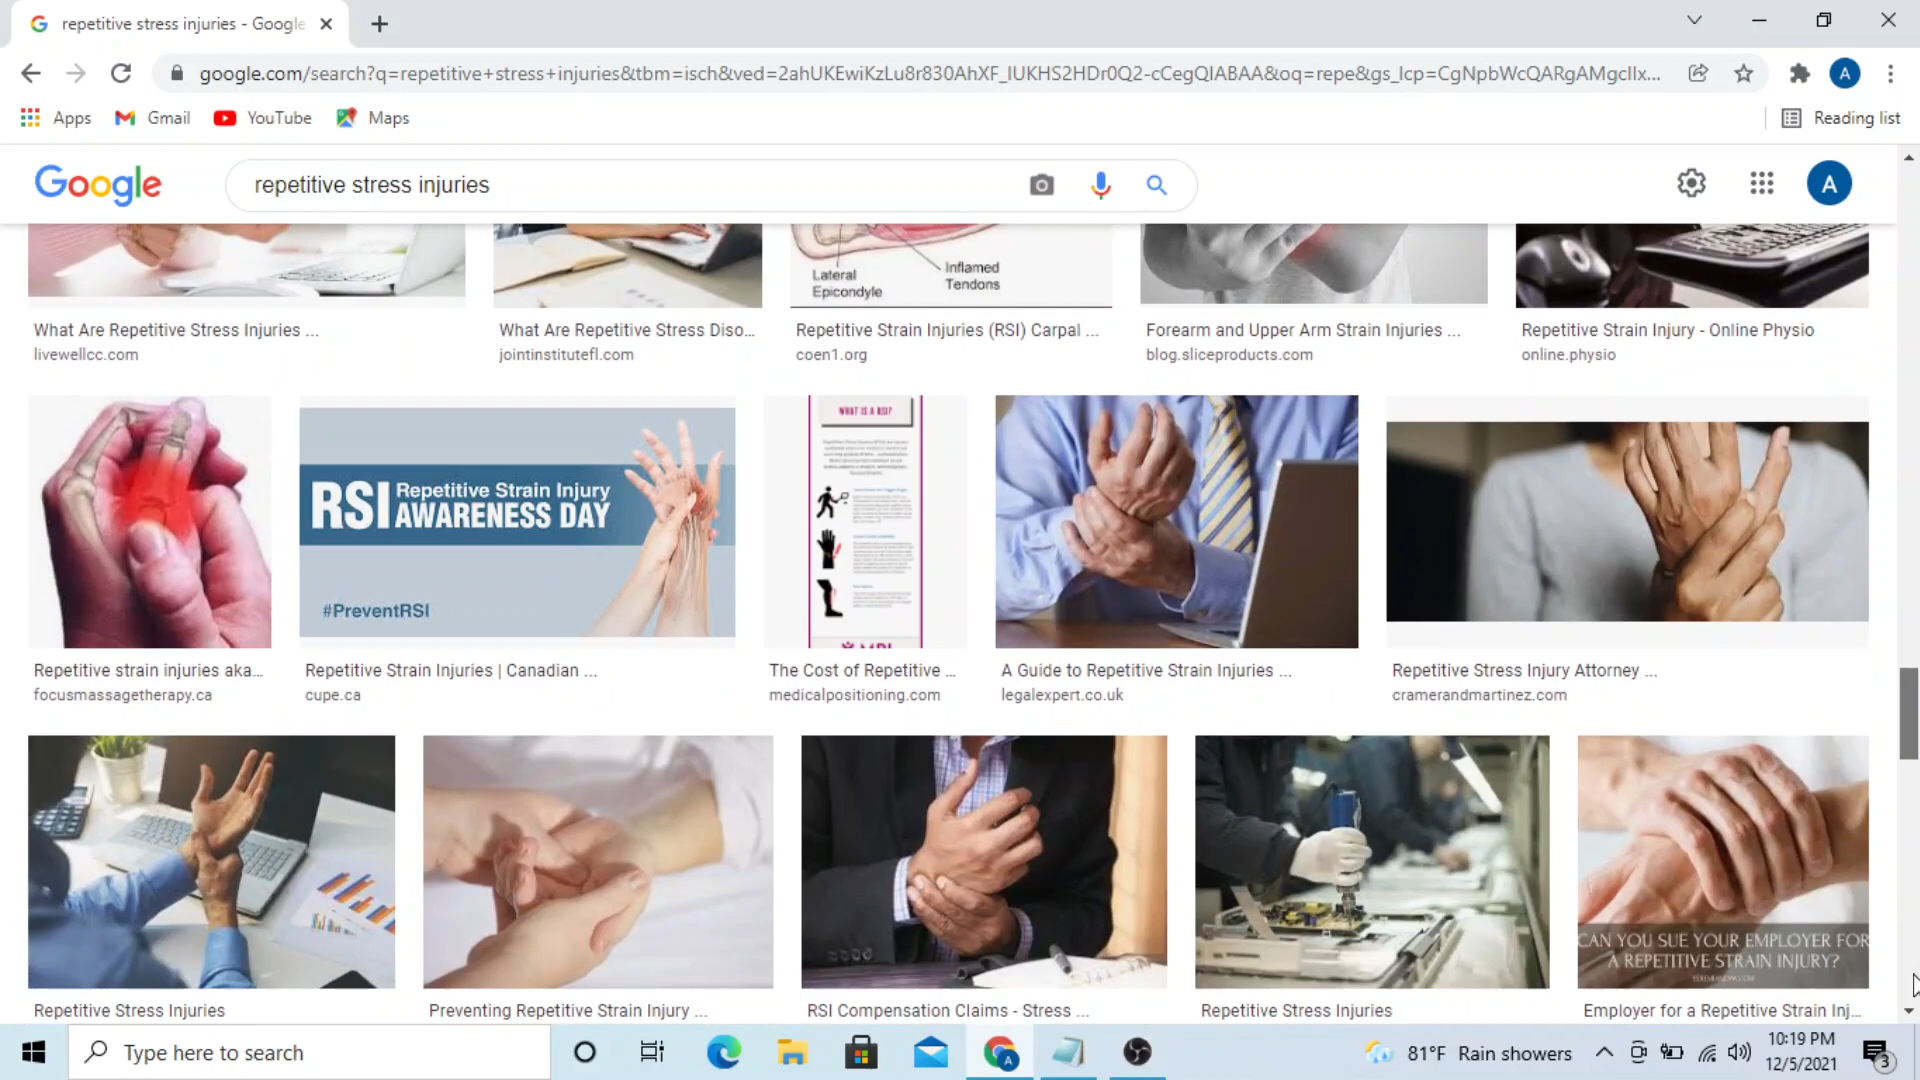 repetitive stress injuries - Google
google.com/search?q=repetitive+stress+injuries&tbm=isch&ved=2ahUKEwiKzLu8r830AhXF_IUKHS2HDr0Q2-cCegQIABAA&oq=repe&gs_lcp=CgNpbWcQARgAMgcIIx...
A
Apps
Gmail
YouTube
Maps
Reading list
Google
repetitive stress injuries
A
Lateral
Epicondyle
Inflamed
Tendons
What Are Repetitive Stress Injuries ...
livewellcc.com
What Are Repetitive Stress Diso...
jointinstitutefl.com
Repetitive Strain Injuries (RSI) Carpal ...
coen1.org
Forearm and Upper Arm Strain Injuries ...
blog.sliceproducts.com
Repetitive Strain Injury - Online Physio
online.physio
RSI Repetitive Strain Injury
AWARENESS DAY
#PreventRSI
WHAT IS A RSI?
Repetitive strain injuries aka...
focusmassagetherapy.ca
Repetitive Strain Injuries | Canadian ...
cupe.ca
The Cost of Repetitive ...
medicalpositioning.com
A Guide to Repetitive Strain Injuries ...
legalexpert.co.uk
Repetitive Stress Injury Attorney ...
cramerandmartinez.com
CAN YOU SUE YOUR EMPLOYER FOR
A REPETITIVE STRAIN INJURY?
Repetitive Stress Injuries
Preventing Repetitive Strain Injury ...
RSI Compensation Claims - Stress ...
Repetitive Stress Injuries
Employer for a Repetitive Strain Inj...
Type here to search
A
81°F Rain showers
10:19 PM
12/5/2021
3